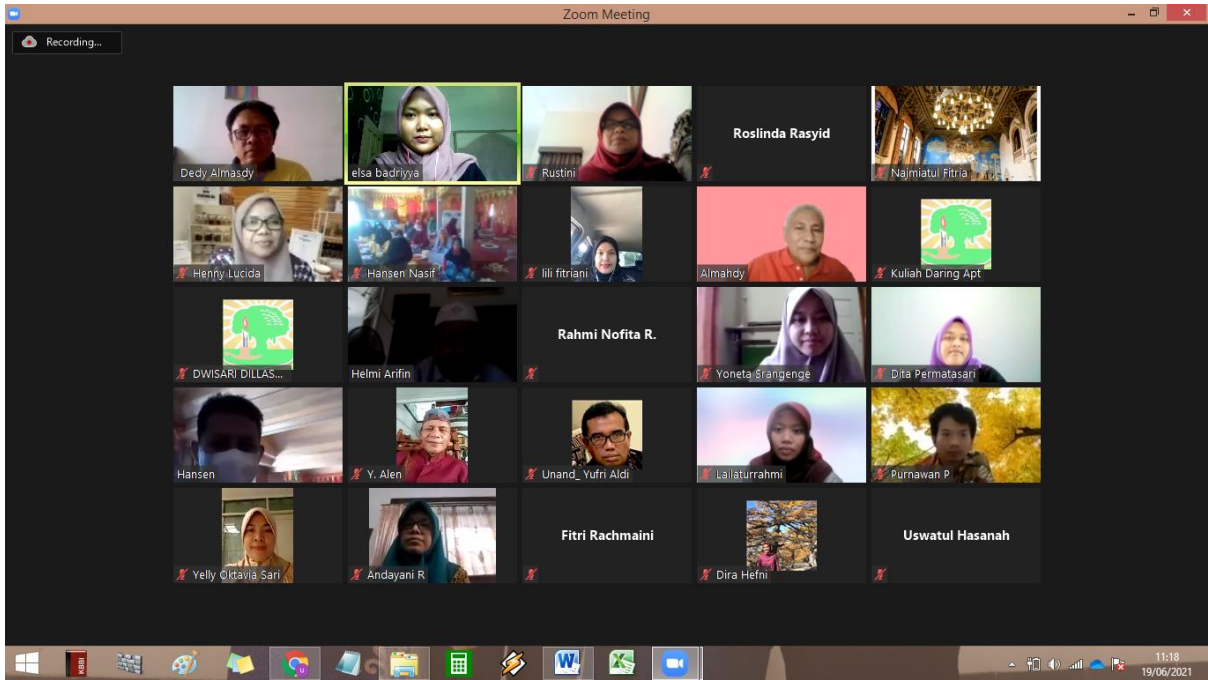 Zoom Meeting
Recording...
Dedy Almasdy
elsa badriyya
Rustini
Roslinda Rasyid
Najmiatul Fitria
Henny Lucida
Hansen Nasif
lili fitriani
Almahdy
Kuliah Daring Apt
DWISARI DILLAS...
Helmi Arifin
Rahmi Nofita R.
Yoneta Srangenge
Dita Permatasari
Hansen
Y. Alen
Unand_ Yufri Aldi
Lailaturrahmi
Purnawan P
Yelly Oktavia Sari
Andayani R
Fitri Rachmaini
Dira Hefni
Uswatul Hasanah
KBBI
11:18
19/06/2021